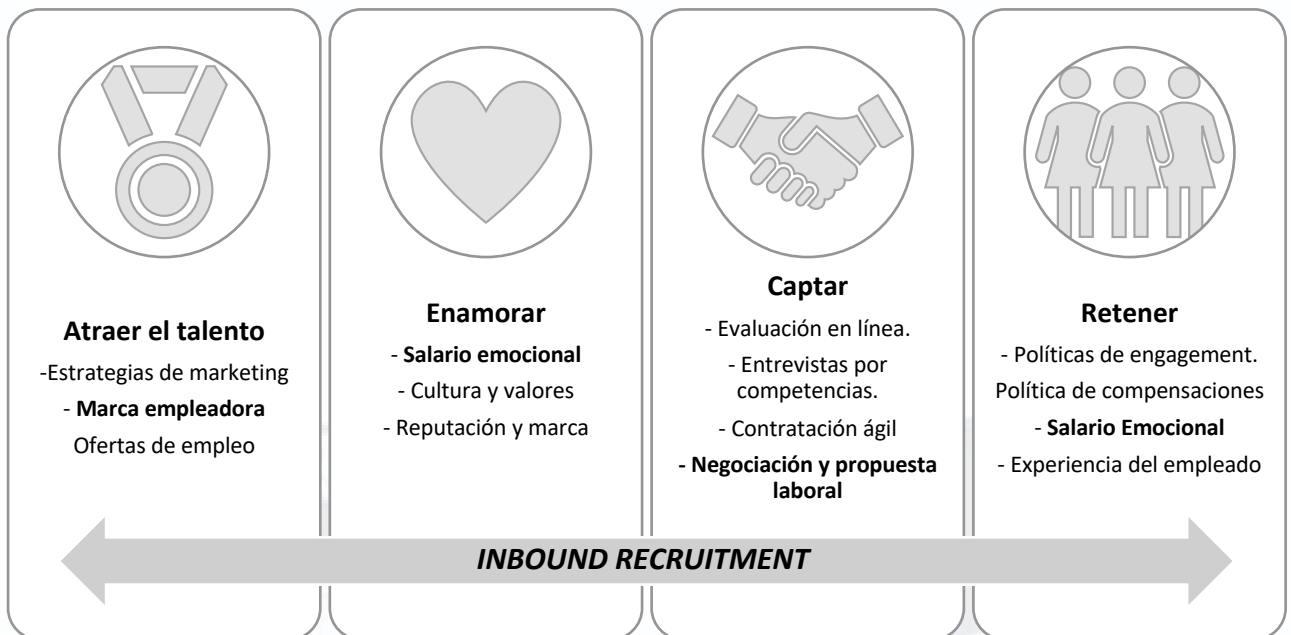 Atraer el talento
-Estrategias de marketing
- Marca empleadora
Ofertas de empleo
Enamorar
- Salario emocional
- Cultura y valores
- Reputación y marca
Captar
- Evaluación en línea.
- Entrevistas por
competencias.
- Contratación ágil
- Negociación y propuesta
laboral
Retener
- Políticas de engagement.
Política de compensaciones
- Salario Emocional
- Experiencia del empleado
INBOUND RECRUITMENT